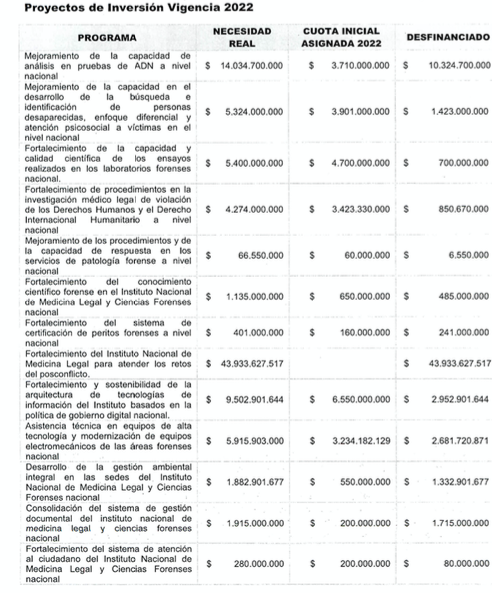 Proyectos de Inversión Vigencia 2022
PROGRAMA
NECESIDAD
REAL
CUOTA INICIAL
ASIGNADA 2022
DESFINANCIADO
Mejoramiento de la capacidad de
análisis en pruebas de ADN a nivel
nacional
$ 14.034.700.000 $ 3.710.000.000 $ 10.324.700.000
Mejoramiento de la capacidad en el
desarrollo de la búsqueda e
identificación de personas
desaparecidas, enfoque diferencial y
atención psicosocial a víctimas en el
nivel nacional
$ 5.324.000.000 $ 3.901.000.000 $ 1.423.000.000
Fortalecimiento de la capacidad y
calidad científica de los ensayos
realizados en los laboratorios forenses
nacional.
$ 5.400.000.000 $ 4.700.000.000 $ 700.000.000
Fortalecimiento de procedimientos en la
investigación médico legal de violación
de los Derechos Humanos y el Derecho
Internacional Humanitario a nivel
nacional
$ 4.274.000.000 $ 3.423.330.000 $ 850.670.000
Mejoramiento de los procedimientos y de
la capacidad de respuesta en los
servicios de patología forense a nivel
nacional
$ 66.550.000 $ 60.000.000 $ 6.550.000
Fortalecimiento del conocimiento
científico forense en el Instituto Nacional
de Medicina Legal y Ciencias Forenses
nacional
$ 1.135.000.000 $ 650.000.000 $ 485.000.000
Fortalecimiento del sistema de
certificación de peritos forenses a nivel
nacional
$ 401.000.000 $ 160.000.000 $ 241.000.000
Fortalecimiento del Instituto Nacional de
Medicina Legal para atender los retos
del posconflicto.
$ 43.933.627.517 $ 43.933.627.517
Fortalecimiento y sostenibilidad de la
arquitectura de tecnologías de
información del Instituto basados en la
política de gobierno digital nacional.
$ 9.502.901.644 $ 6.550.000.000 $ 2.952.901.644
Asistencia técnica en equipos de alta
tecnología y modernización de equipos
electromecánicos de las áreas forenses
nacional
$ 5.915.903.000 $ 3.234.182.129 $ 2.681.720.871
Desarrollo de la gestión ambiental
integral en las sedes del Instituto
Nacional de Medicina Legal y Ciencias
Forenses nacional
$ 1.882.901.677 $ 550.000.000 $ 1.332.901.677
Consolidación del sistema de gestión
documental del instituto nacional de
medicina legal y ciencias forenses
nacional
$ 1.915.000.000 $ 200.000.000 $ 1.715.000.000
Fortalecimiento del sistema de atención
al ciudadano del Instituto Nacional de
Medicina Legal y Ciencias Forenses
nacional
$ 280.000.000 $ 200.000.000 $ 80.000.000